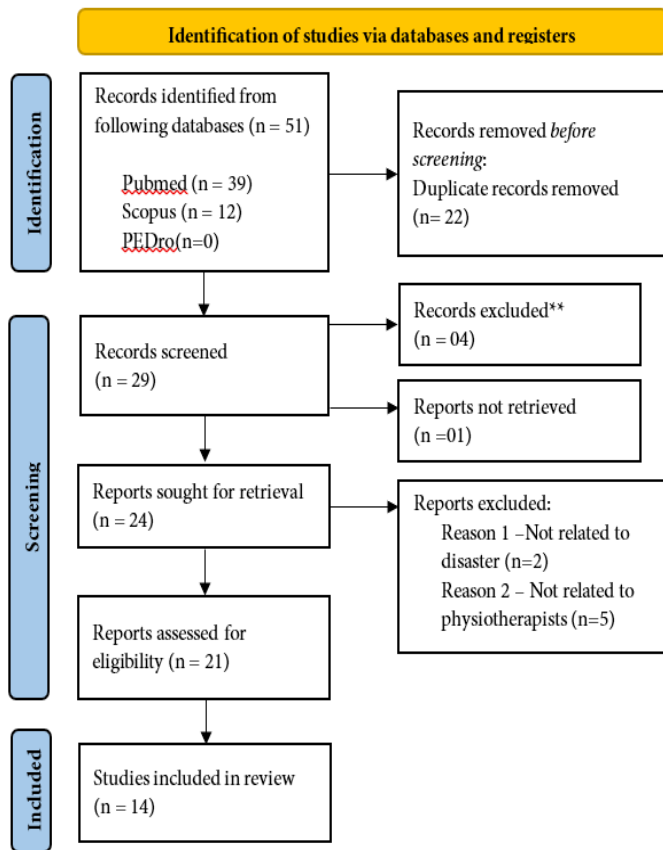 Identification of studies via databases and registers
Identification
Records identified from
following databases (n = 51)
Pubmed (n = 39)
Scopus (n = 12)
PEDro(n=0)
Records removed before
screening:
Duplicate records removed
(n= 22)
Screening
Records screened
(n = 29)
Records excluded**
(n = 04)
Reports not retrieved
(n =01)
Reports sought for retrieval
(n = 24)
Reports excluded:
Reason 1 –Not related to
disaster (n=2)
Reason 2 – Not related to
physiotherapists (n=5)
Reports assessed for
eligibility (n = 21)
Included
Studies included in review
(n = 14)